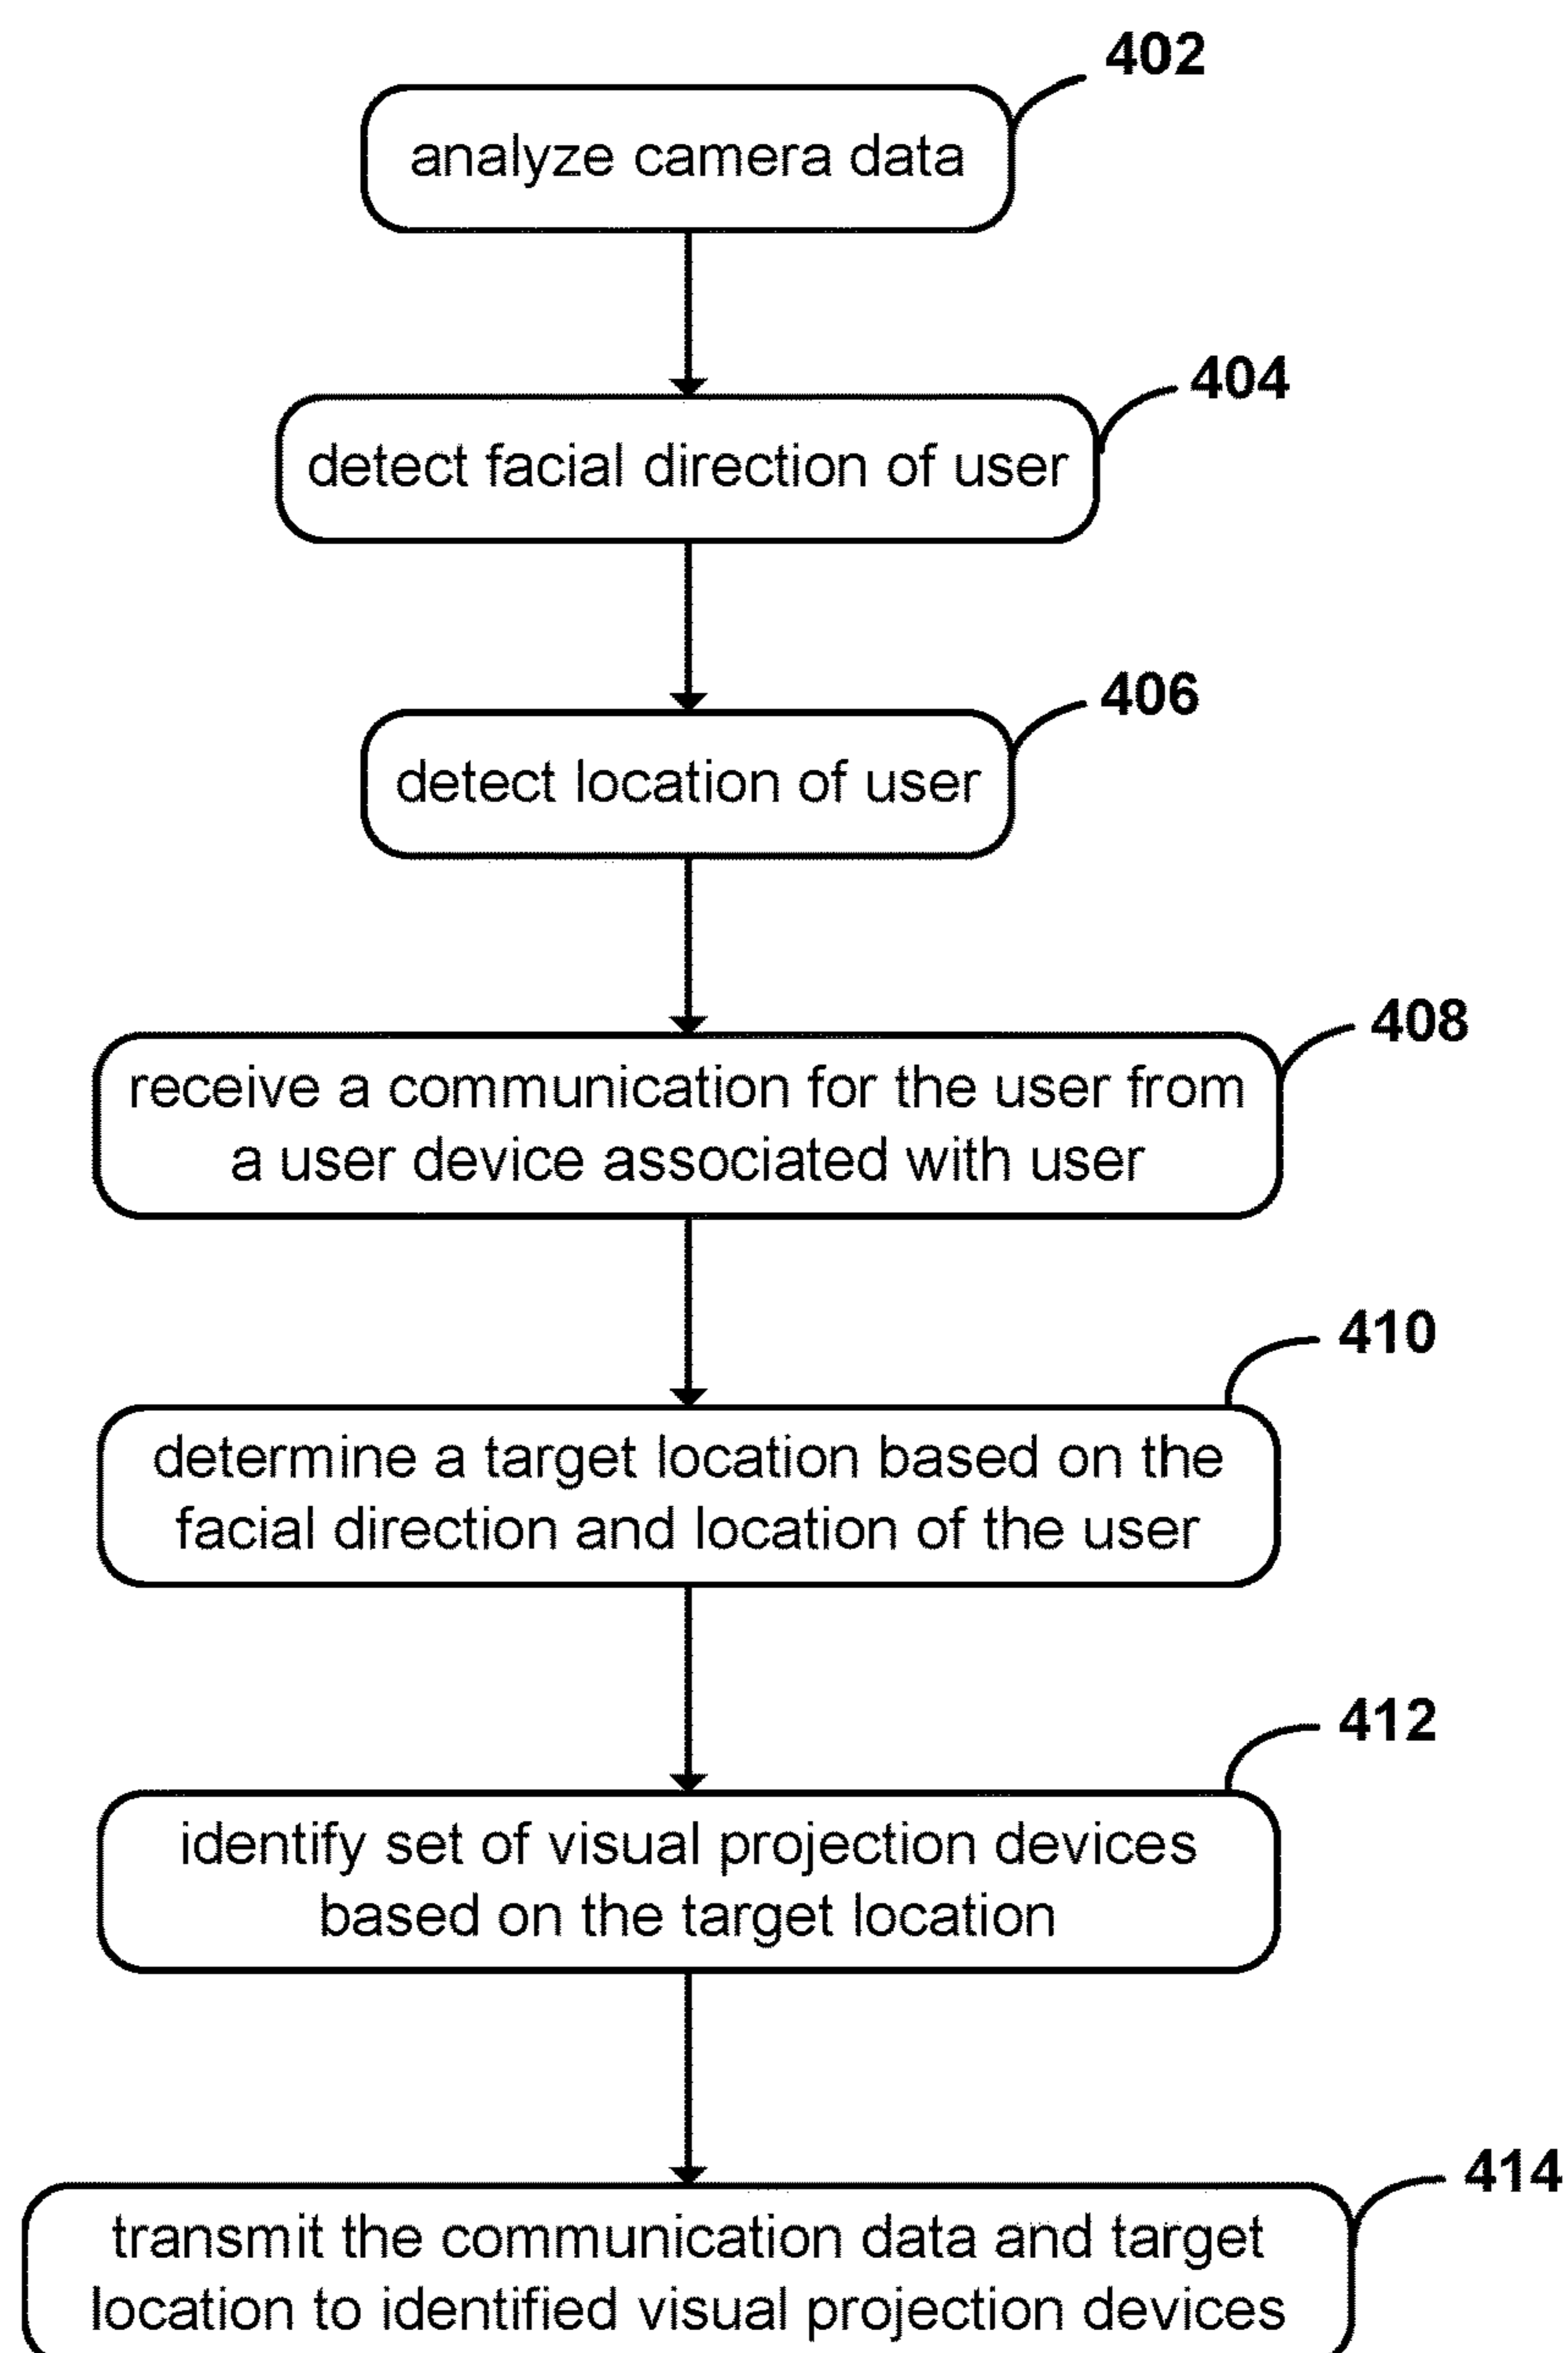 402
analyze camera data
404
detect facial direction of user
406
detect location of user
408
receive a communication for the user from
a user device associated with user
410
determine a target location based on the
facial direction and location of the user
412
identify set of visual projection devices
based on the target location
414
transmit the communication data and target
location to identified visual projection devices